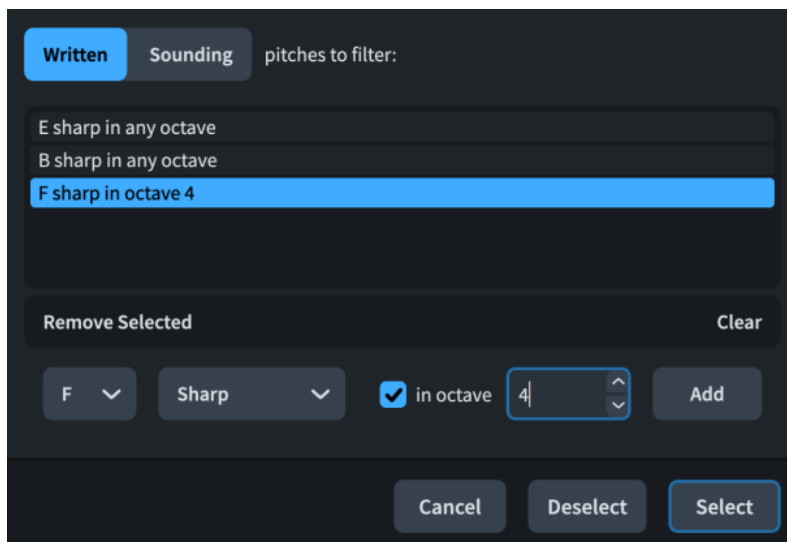 Written Sounding pitches to filter:
E sharp in any octave
B sharp in any octave
F sharp in octave 4
Remove Selected Clear
F Sharp in octave 4 Add
Cancel Deselect Select